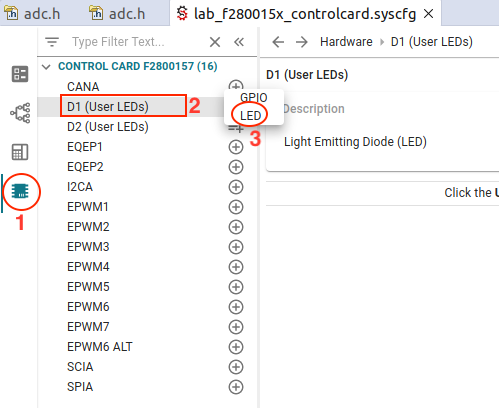 adc.h
adc.h
lab_f280015x_controlcard.syscfg
Type Filter Text...
Hardware
D1 (User LEDs)
CONTROL CARD F2800157 (16)
D1 (User LEDs)
CANA
GPIO
D1 (User LEDs)
2
LED
Description
D2 (User LEDs)
3
EQEP1
Light Emitting Diode (LED)
EQEP2
I2CA
Click the U
1
EPWM1
EPWM2
EPWM3
EPWM4
EPWM5
EPWM6
EPWM7
EPWM6 ALT
SCIA
SPIA